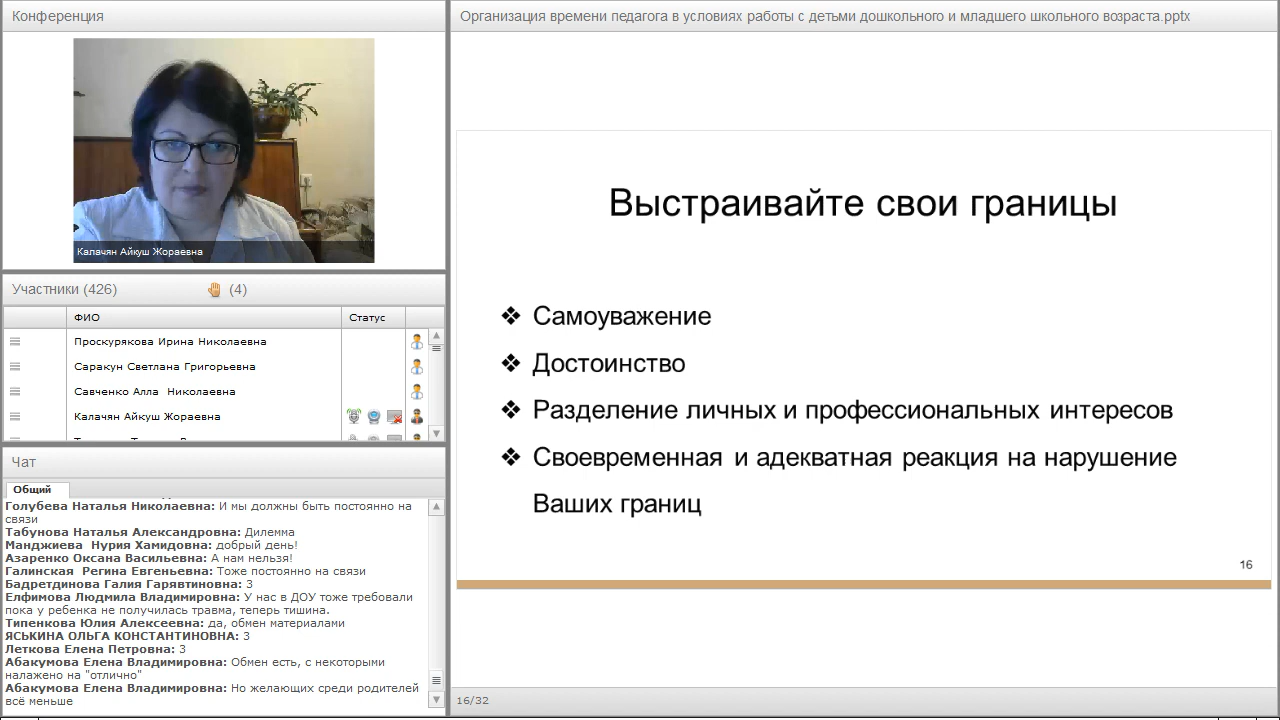 Конференция
Калачян Айкуш Жораевна
Участники (426)
(4)
ФИО
Статус
Проскурякова Ирина Николаевна
Саракун Светлана Григорьевна
Савченко Алла  Николаевна
Калачян Айкуш Жораевна
Чат
Общий
Голубева Наталья Николаевна: И мы должны быть постоянно на
связи
Табунова Наталья Александровна: Дилемма
Манджиева  Нурия Хамидовна: добрый день!
Азаренко Оксана Васильевна: А нам нельзя!
Галинская  Регина Евгеньевна: Тоже постоянно на связи
Бадретдинова Галия Гарявтиновна: 3
Елфимова Людмила Владимировна: У нас в ДОУ тоже требовали
пока у ребенка не получилась травма, теперь тишина.
Типенкова Юлия Алексеевна: да, обмен материалами
ЯСЬКИНА ОЛЬГА КОНСТАНТИНОВНА: 3
Леткова Елена Петровна: 3
Абакумова Елена Владимировна: Обмен есть, с некоторыми
налажено на "отлично"
Абакумова Елена Владимировна: Но желающих среди родителей
всё меньше
Организация времени педагога в условиях работы с детьми дошкольного и младшего школьного возраста.pptx
Выстраивайте свои границы
❖ Самоуважение
❖ Достоинство
❖ Разделение личных и профессиональных интересов
❖ Своевременная и адекватная реакция на нарушение
Ваших границ
16
16/32